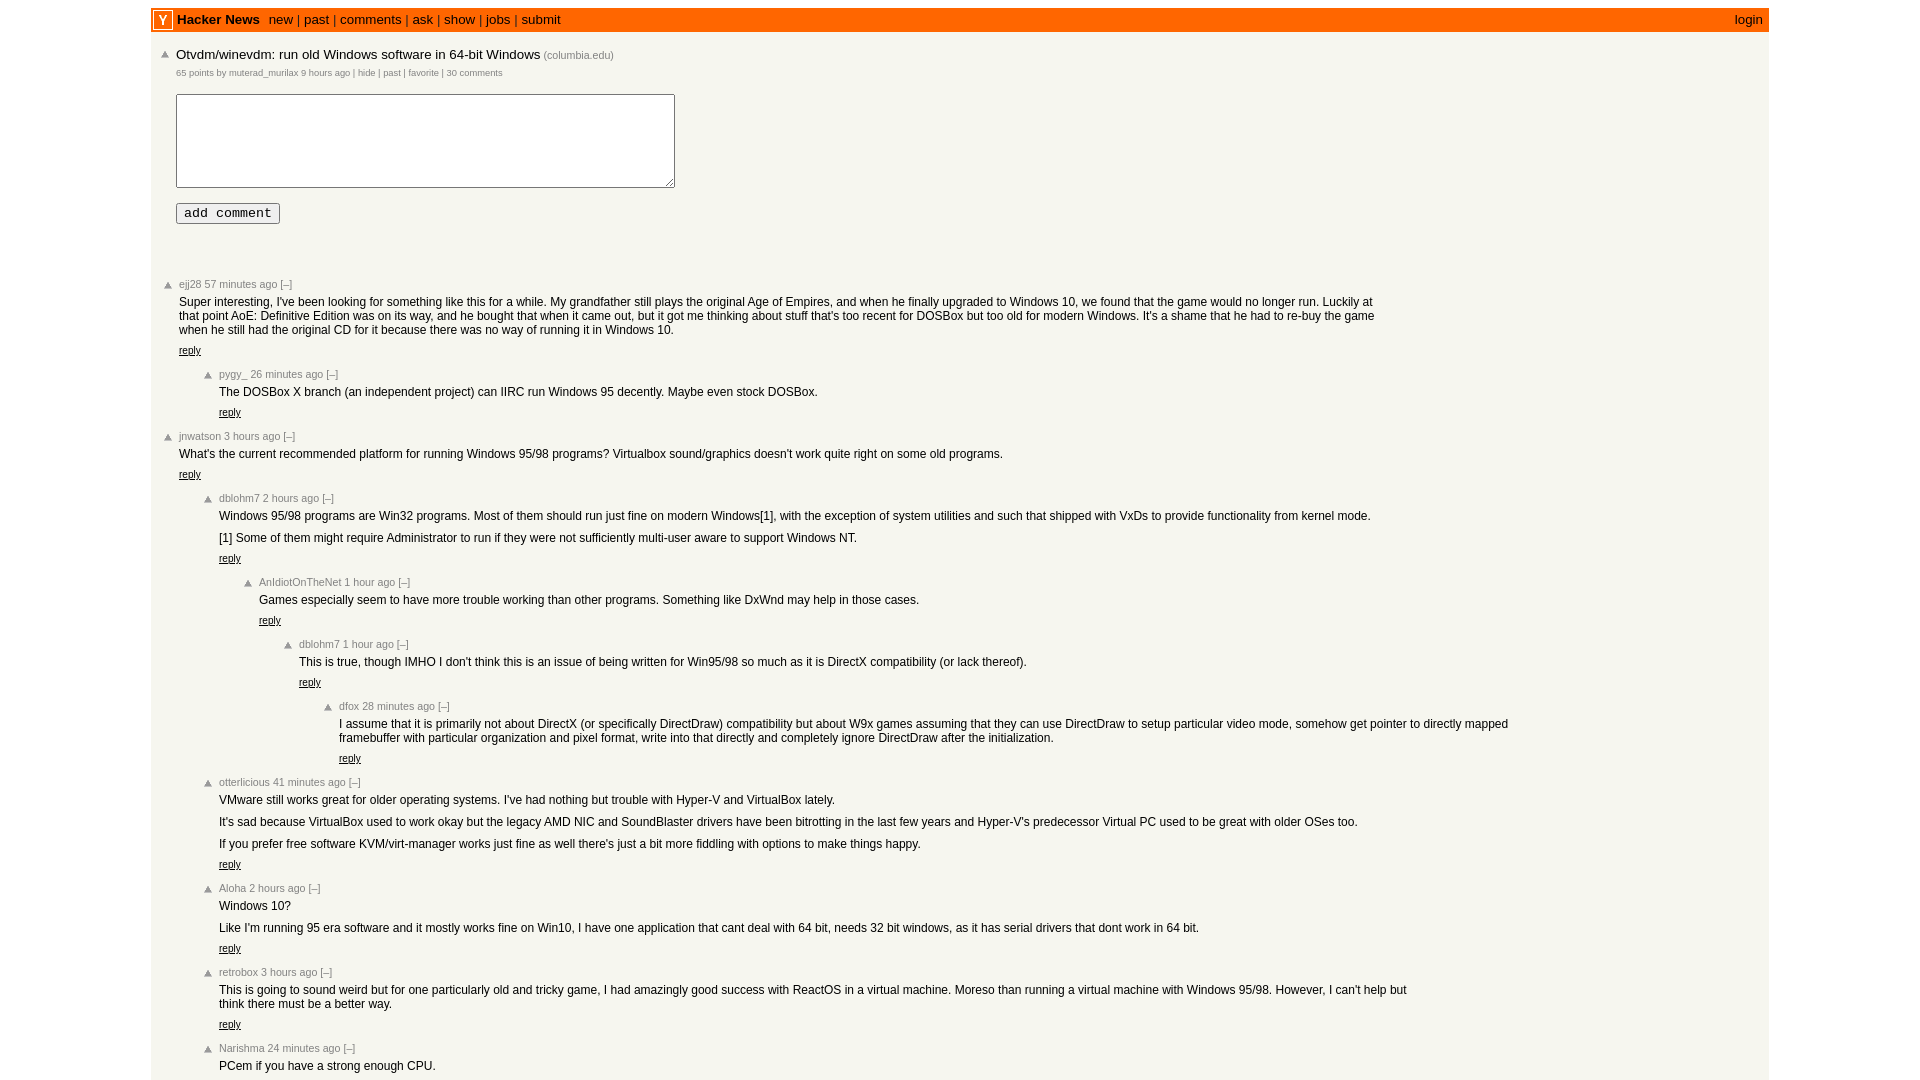 Y Hacker News new | past | comments | ask | show | jobs | submit login
Otvdm/winevdm: run old Windows software in 64-bit Windows (columbia.edu)
65 points by muterad_murilax 9 hours ago | hide | past | favorite | 30 comments
add comment
ejj28 57 minutes ago [–]
Super interesting, I've been looking for something like this for a while. My grandfather still plays the original Age of Empires, and when he finally upgraded to Windows 10, we found that the game would no longer run. Luckily at
that point AoE: Definitive Edition was on its way, and he bought that when it came out, but it got me thinking about stuff that's too recent for DOSBox but too old for modern Windows. It's a shame that he had to re-buy the game
when he still had the original CD for it because there was no way of running it in Windows 10.
reply
pygy_ 26 minutes ago [–]
The DOSBox X branch (an independent project) can IIRC run Windows 95 decently. Maybe even stock DOSBox.
reply
jnwatson 3 hours ago [–]
What's the current recommended platform for running Windows 95/98 programs? Virtualbox sound/graphics doesn't work quite right on some old programs.
reply
dblohm7 2 hours ago [–]
Windows 95/98 programs are Win32 programs. Most of them should run just fine on modern Windows[1], with the exception of system utilities and such that shipped with VxDs to provide functionality from kernel mode.
[1] Some of them might require Administrator to run if they were not sufficiently multi-user aware to support Windows NT.
reply
AnIdiotOnTheNet 1 hour ago [–]
Games especially seem to have more trouble working than other programs. Something like DxWnd may help in those cases.
reply
dblohm7 1 hour ago [–]
This is true, though IMHO I don't think this is an issue of being written for Win95/98 so much as it is DirectX compatibility (or lack thereof).
reply
dfox 28 minutes ago [–]
I assume that it is primarily not about DirectX (or specifically DirectDraw) compatibility but about W9x games assuming that they can use DirectDraw to setup particular video mode, somehow get pointer to directly mapped
framebuffer with particular organization and pixel format, write into that directly and completely ignore DirectDraw after the initialization.
reply
otterlicious 41 minutes ago [–]
VMware still works great for older operating systems. I've had nothing but trouble with Hyper-V and VirtualBox lately.
It's sad because VirtualBox used to work okay but the legacy AMD NIC and SoundBlaster drivers have been bitrotting in the last few years and Hyper-V's predecessor Virtual PC used to be great with older OSes too.
If you prefer free software KVM/virt-manager works just fine as well there's just a bit more fiddling with options to make things happy.
reply
Aloha 2 hours ago [–]
Windows 10?
Like I'm running 95 era software and it mostly works fine on Win10, I have one application that cant deal with 64 bit, needs 32 bit windows, as it has serial drivers that dont work in 64 bit.
reply
retrobox 3 hours ago [–]
This is going to sound weird but for one particularly old and tricky game, I had amazingly good success with ReactOS in a virtual machine. Moreso than running a virtual machine with Windows 95/98. However, I can't help but
think there must be a better way.
reply
Narishma 24 minutes ago [–]
PCem if you have a strong enough CPU.